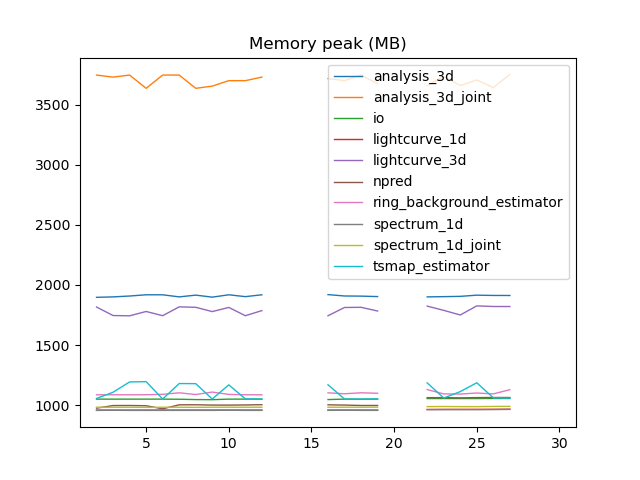 Memory peak (MB)
analysis_3d
analysis_3d_joint
io
lightcurve_1d
lightcurve_3d
npred
ring_background_estimator
spectrum_1d
spectrum_1d_joint
tsmap_estimator
3500
3000
2500
2000
1500
1000
5 10 15 20 25 30